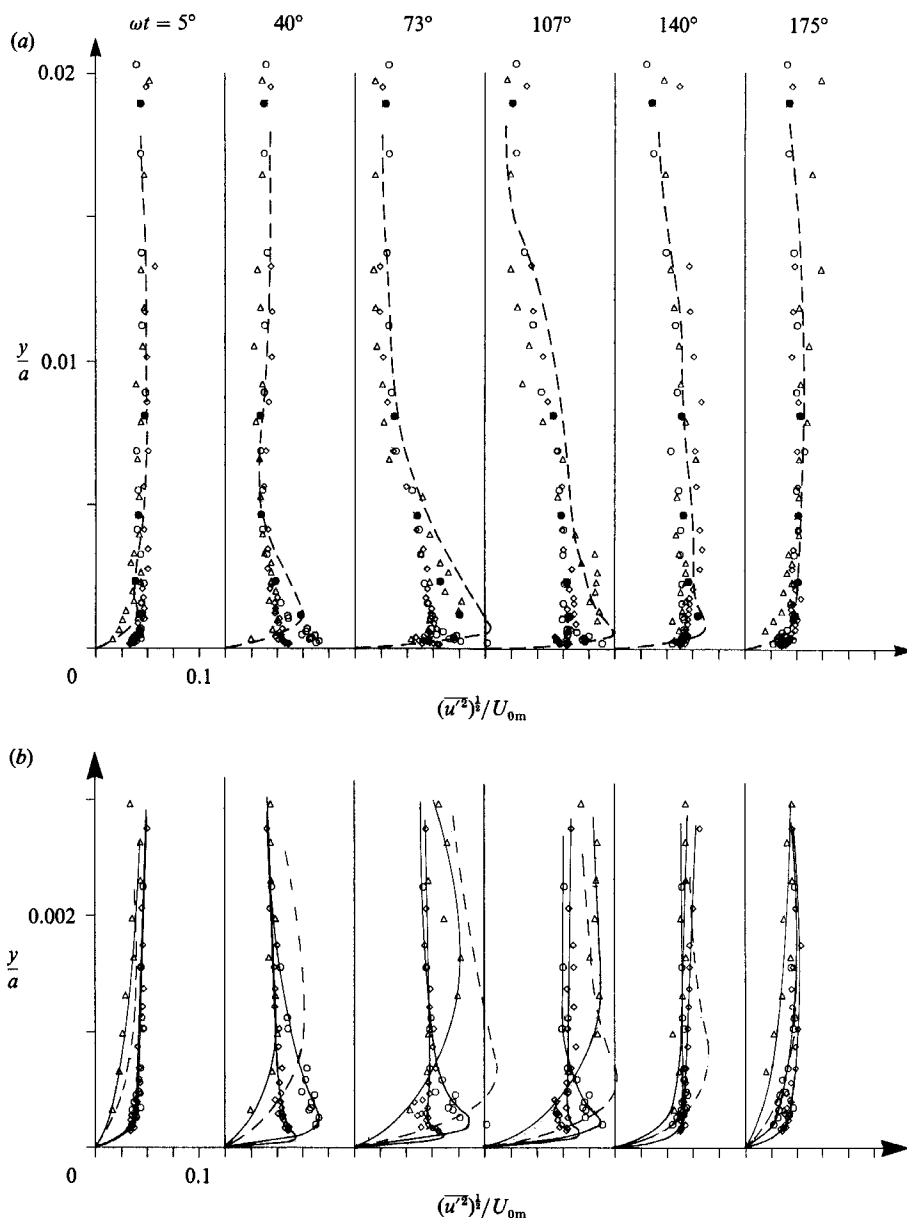 ωt = 5° 40° 73° 107° 140° 175°
(a)
0.02
y/a
0.01
0 0.1
(u'²)^½/U₀ₘ
(b)
0.002
y/a
0 0.1
(u'²)^½/U₀ₘ